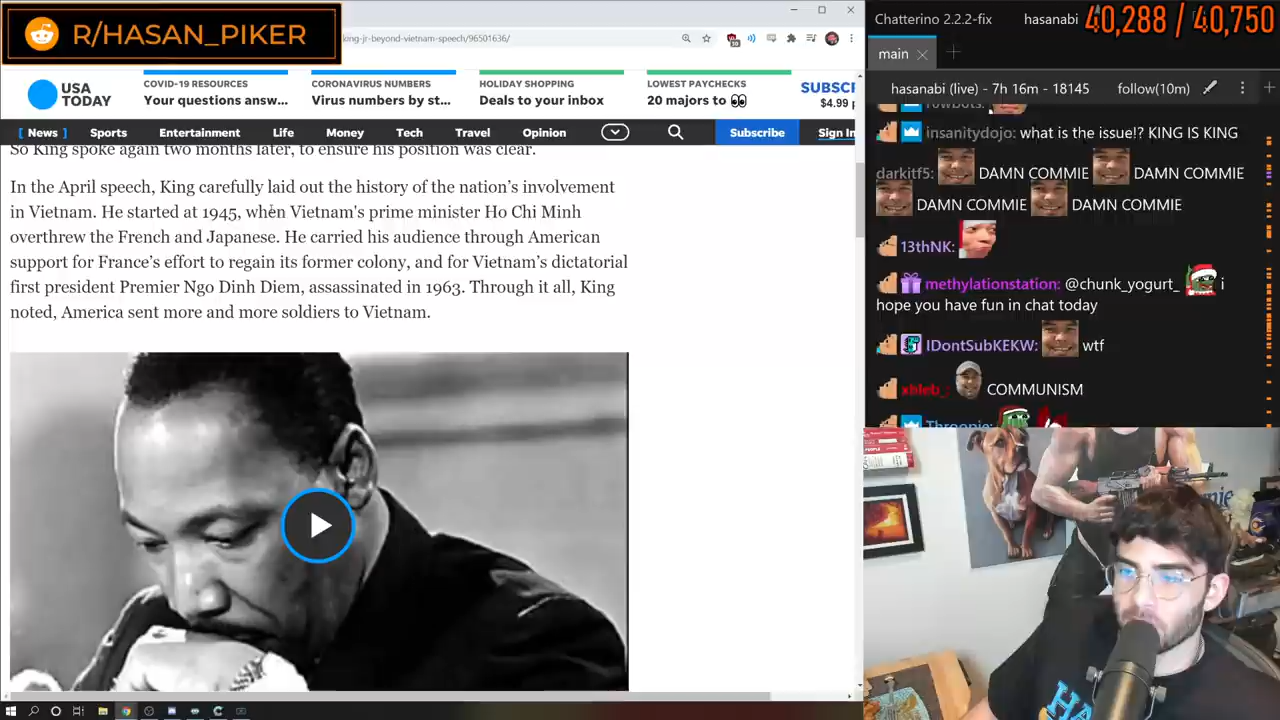 R/HASAN_PIKER
king-jr-beyond-vietnam-speech/96501636/
USA
TODAY
COVID-19 RESOURCES
Your questions answ...
CORONAVIRUS NUMBERS
Virus numbers by st...
HOLIDAY SHOPPING
Deals to your inbox
LOWEST PAYCHECKS
20 majors to 👀
SUBSC
$4.99 p
[ News ] Sports Entertainment Life Money Tech Travel Opinion Subscribe Sign In
So King spoke again two months later, to ensure his position was clear.
In the April speech, King carefully laid out the history of the nation's involvement
in Vietnam. He started at 1945, when Vietnam's prime minister Ho Chi Minh
overthrew the French and Japanese. He carried his audience through American
support for France's effort to regain its former colony, and for Vietnam's dictatorial
first president Premier Ngo Dinh Diem, assassinated in 1963. Through it all, King
noted, America sent more and more soldiers to Vietnam.
Chatterino 2.2.2-fix
hasanabi
40,288 / 40,750
main
hasanabi (live) - 7h 16m - 18145
follow(10m)
insanitydojo: what is the issue!? KING IS KING
darkitf5: DAMN COMMIE DAMN COMMIE
DAMN COMMIE DAMN COMMIE
13thNK:
methylationstation: @chunk_yogurt_ i
hope you have fun in chat today
IDontSubKEKW: wtf
xhleb_: COMMUNISM